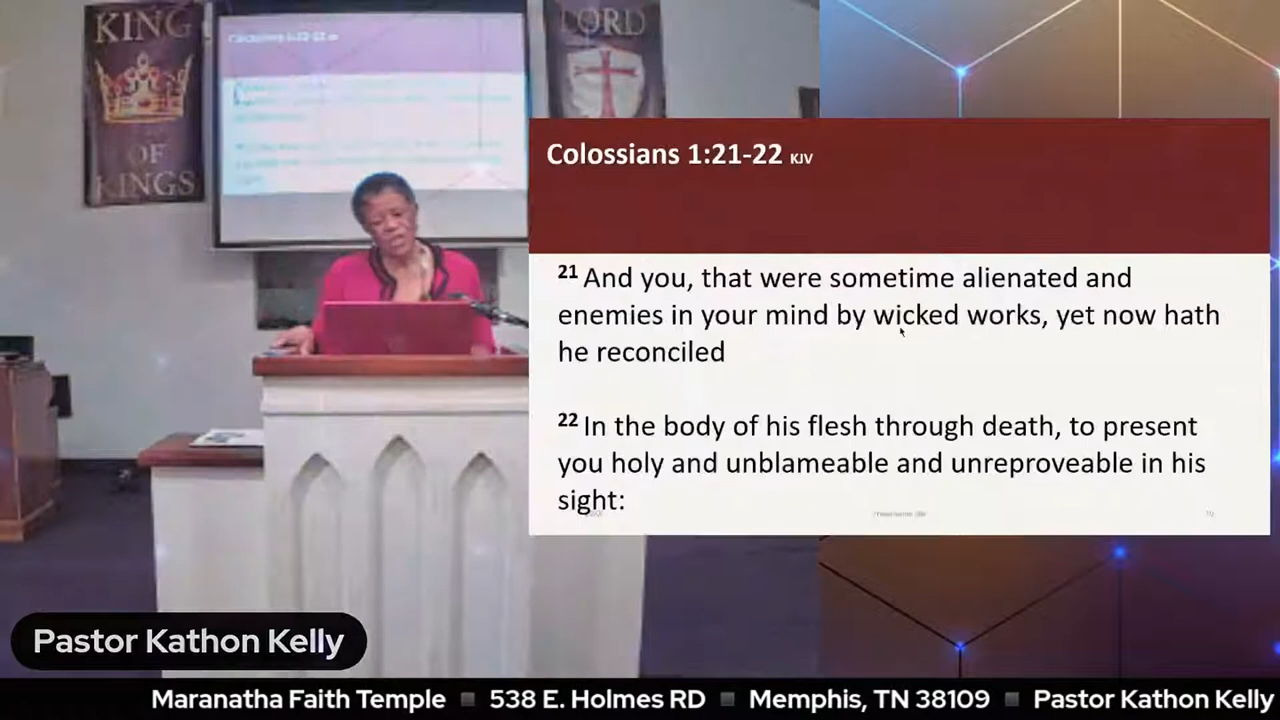 KING
OF
KINGS
LORD
Colossians 1:21-22 KJV
21 And you, that were sometime alienated and
enemies in your mind by wicked works, yet now hath
he reconciled
22 In the body of his flesh through death, to present
you holy and unblameable and unreproveable in his
sight:
Pastor Kathon Kelly
Maranatha Faith Temple ▪ 538 E. Holmes RD ▪ Memphis, TN 38109 ▪ Pastor Kathon Kelly